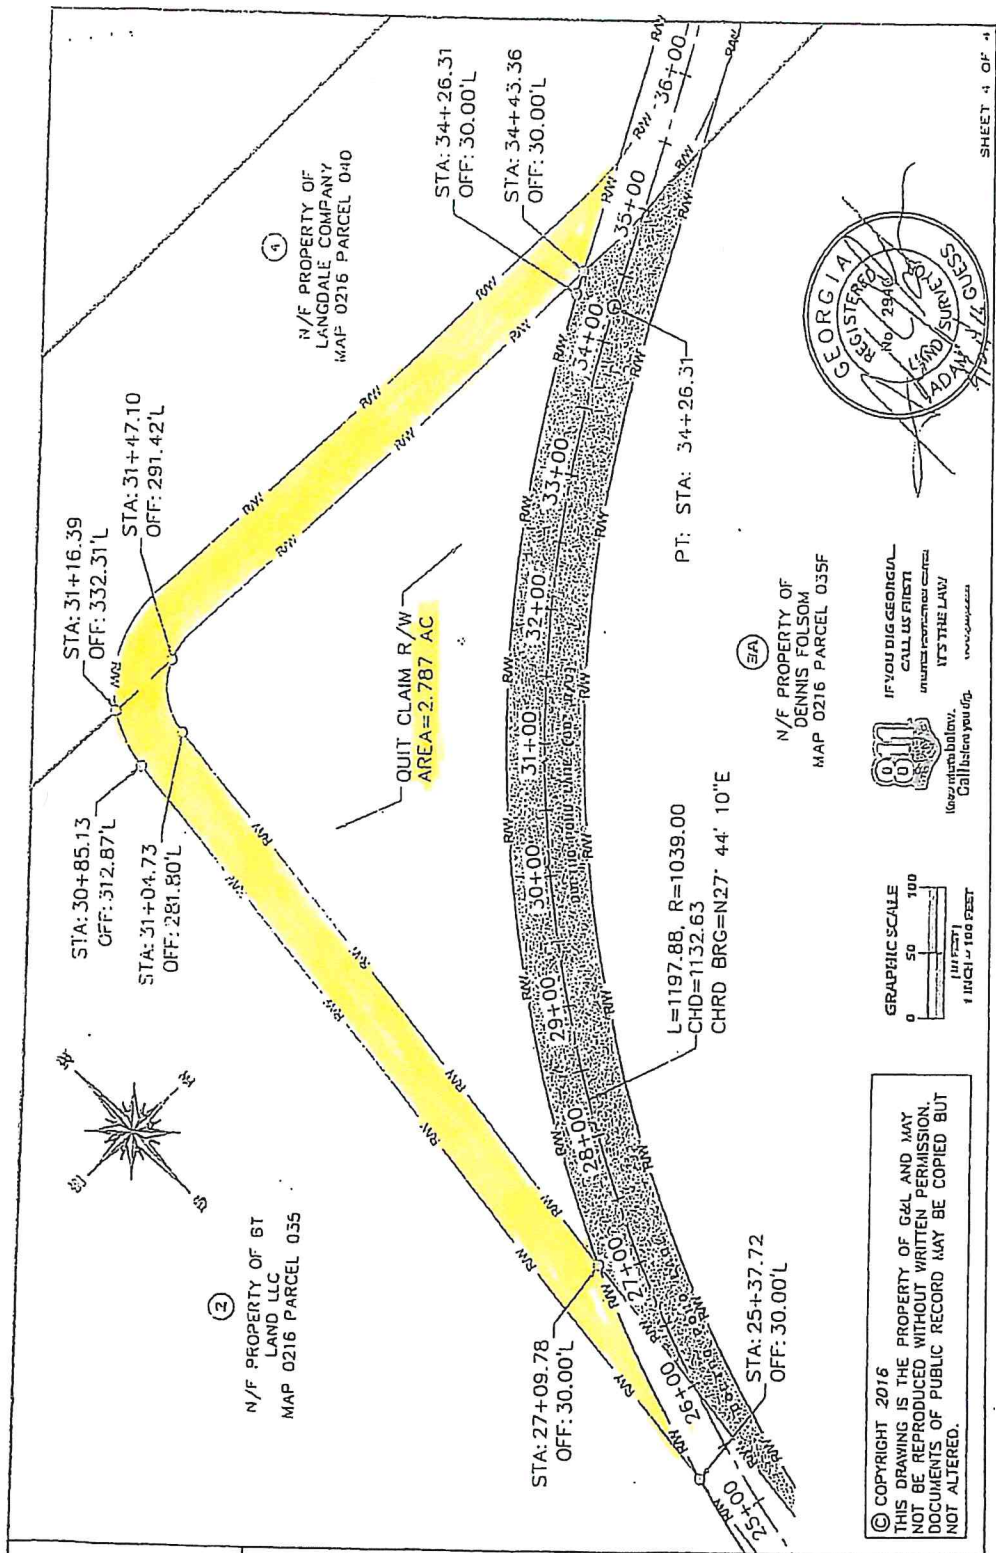 STA: 31+16.39
OFF: 332.31'L
STA: 31+47.10
OFF: 291.42'L
STA: 30+85.13
OFF: 312.87'L
STA: 31+04.73
OFF: 281.80'L
4
N/F PROPERTY OF
LANGDALE COMPANY
MAP 0216 PARCEL 040
STA: 34+26.31
OFF: 30.00'L
STA: 34+43.36
OFF: 30.00'L
2
N/F PROPERTY OF BT
LAND LLC
MAP 0216 PARCEL 035
QUIT CLAIM R/W
AREA=2.787 AC
STA: 27+09.78
OFF: 30.00'L
25+00
26+00
27+00
28+00
29+00
30+00
31+00
32+00
33+00
34+00
35+00
36+00
R/W
STA: 25+37.72
OFF: 30.00'L
L=1197.88, R=1039.00
CHD=1132.63
CHRD BRG=N27° 44' 10"E
PT: STA: 34+26.31
3A
N/F PROPERTY OF
DENNIS FOLSOM
MAP 0216 PARCEL 035F
© COPYRIGHT 2016
THIS DRAWING IS THE PROPERTY OF G&L AND MAY
NOT BE REPRODUCED WITHOUT WRITTEN PERMISSION.
DOCUMENTS OF PUBLIC RECORD MAY BE COPIED BUT
NOT ALTERED.
GRAPHIC SCALE
0 50 100
1 INCH = 100 FEET
811
Know what's below.
Call before you dig.
IF YOU DIG GEORGIA...
CALL US FIRST!
IT'S THE LAW
GEORGIA
REGISTERED
No. 2940
LAND SURVEYOR
GUESS
SHEET 4 OF 4